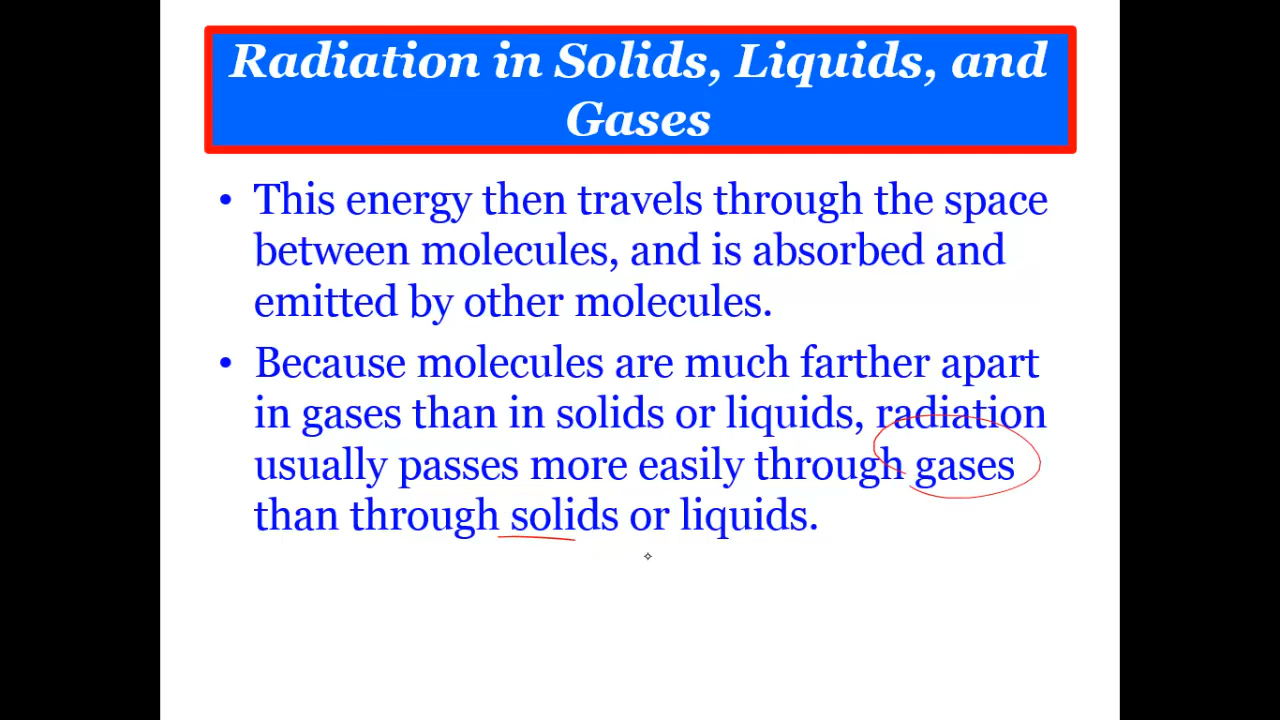 Radiation in Solids, Liquids, and
Gases
• This energy then travels through the space
between molecules, and is absorbed and
emitted by other molecules.
• Because molecules are much farther apart
in gases than in solids or liquids, radiation
usually passes more easily through gases
than through solids or liquids.